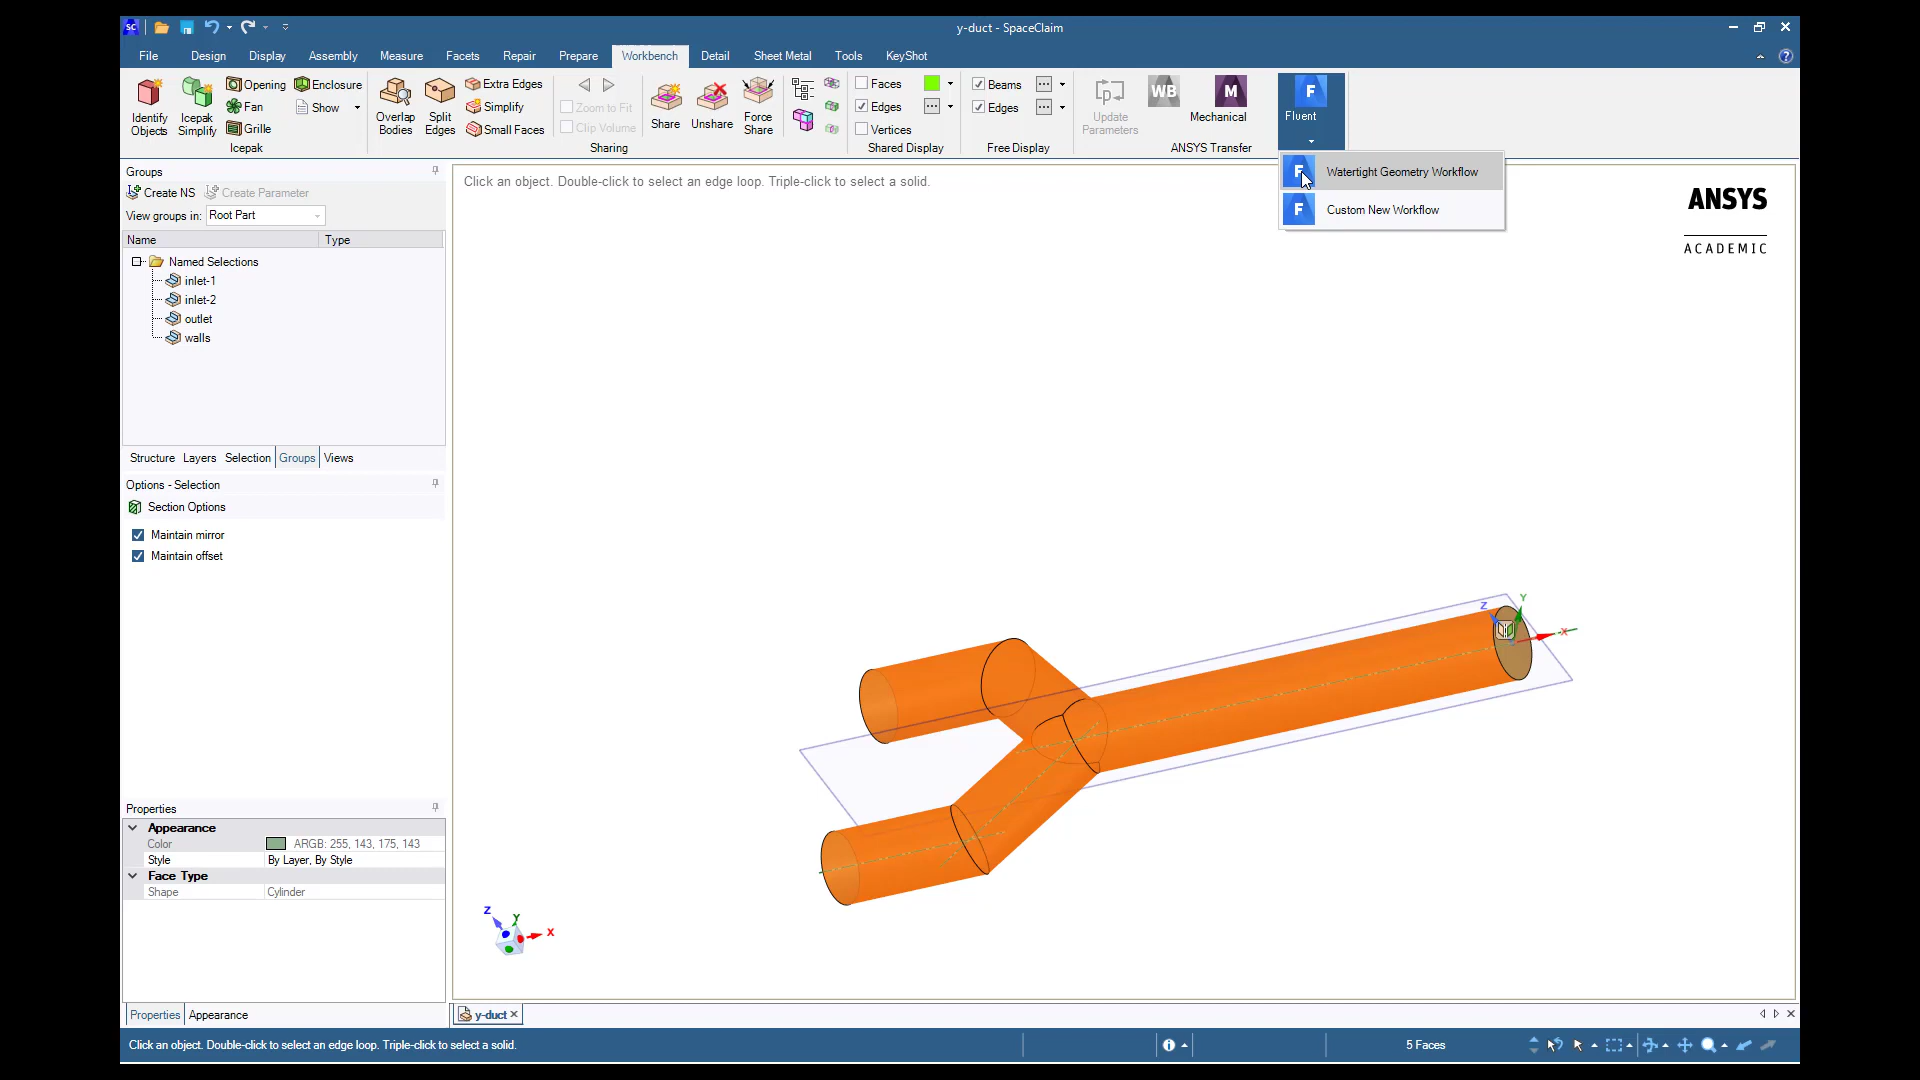 SC
y-duct - SpaceClaim
File Design Display Assembly Measure Facets Repair Prepare Workbench Detail Sheet Metal Tools KeyShot
Identify Objects
Icepak Simplify
Opening
Fan
Grille
Enclosure
Show
Icepak
Overlap Bodies
Split Edges
Extra Edges
Simplify
Small Faces
Zoom to Fit
Clip Volume
Share
Unshare
Force Share
Sharing
Faces
Edges
Vertices
Shared Display
Beams
Edges
Free Display
Update Parameters
WB
M
Mechanical
ANSYS Transfer
F
Fluent
F Watertight Geometry Workflow
F Custom New Workflow
Groups
Create NS Create Parameter
View groups in: Root Part
Name Type
Named Selections
inlet-1
inlet-2
outlet
walls
Structure Layers Selection Groups Views
Options - Selection
Section Options
Maintain mirror
Maintain offset
Properties
Appearance
Color ARGB: 255, 143, 175, 143
Style By Layer, By Style
Face Type
Shape Cylinder
Properties Appearance
Click an object. Double-click to select an edge loop. Triple-click to select a solid.
ANSYS
ACADEMIC
Z Y X
Z Y X
y-duct
Click an object. Double-click to select an edge loop. Triple-click to select a solid.
5 Faces